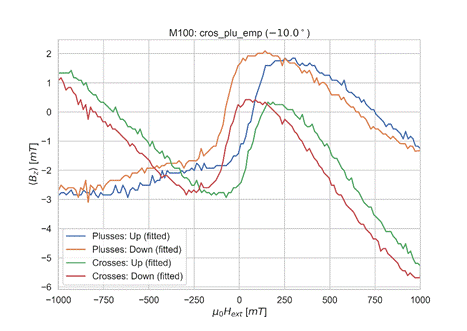 M100: cros_plu_emp (−10.0°)
⟨B_z⟩ [mT]
2
1
0
−1
−2
−3
−4
−5
−6
Plusses: Up (fitted)
Plusses: Down (fitted)
Crosses: Up (fitted)
Crosses: Down (fitted)
−1000 −750 −500 −250 0 250 500 750 1000
μ₀H_ext [mT]